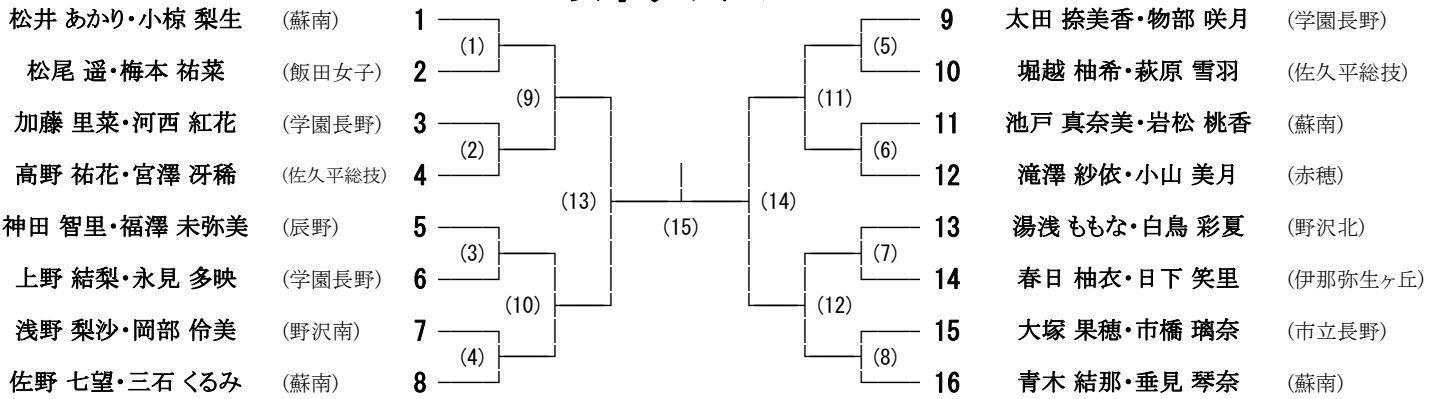 松井 あかり・小椋 梨生 (蘇南) 1
松尾 遥・梅本 祐菜 (飯田女子) 2
加藤 里菜・河西 紅花 (学園長野) 3
高野 祐花・宮澤 冴稀 (佐久平総技) 4
神田 智里・福澤 未弥美 (辰野) 5
上野 結梨・永見 多映 (学園長野) 6
浅野 梨沙・岡部 伶美 (野沢南) 7
佐野 七望・三石 くるみ (蘇南) 8
(1)
(2)
(3)
(4)
(9)
(10)
(13)
(15)
(14)
(11)
(12)
(5)
(6)
(7)
(8)
9 太田 捺美香・物部 咲月 (学園長野)
10 堀越 柚希・萩原 雪羽 (佐久平総技)
11 池戸 真奈美・岩松 桃香 (蘇南)
12 滝澤 紗依・小山 美月 (赤穂)
13 湯浅 ももな・白鳥 彩夏 (野沢北)
14 春日 柚衣・日下 笑里 (伊那弥生ヶ丘)
15 大塚 果穂・市橋 璃奈 (市立長野)
16 青木 結那・垂見 琴奈 (蘇南)